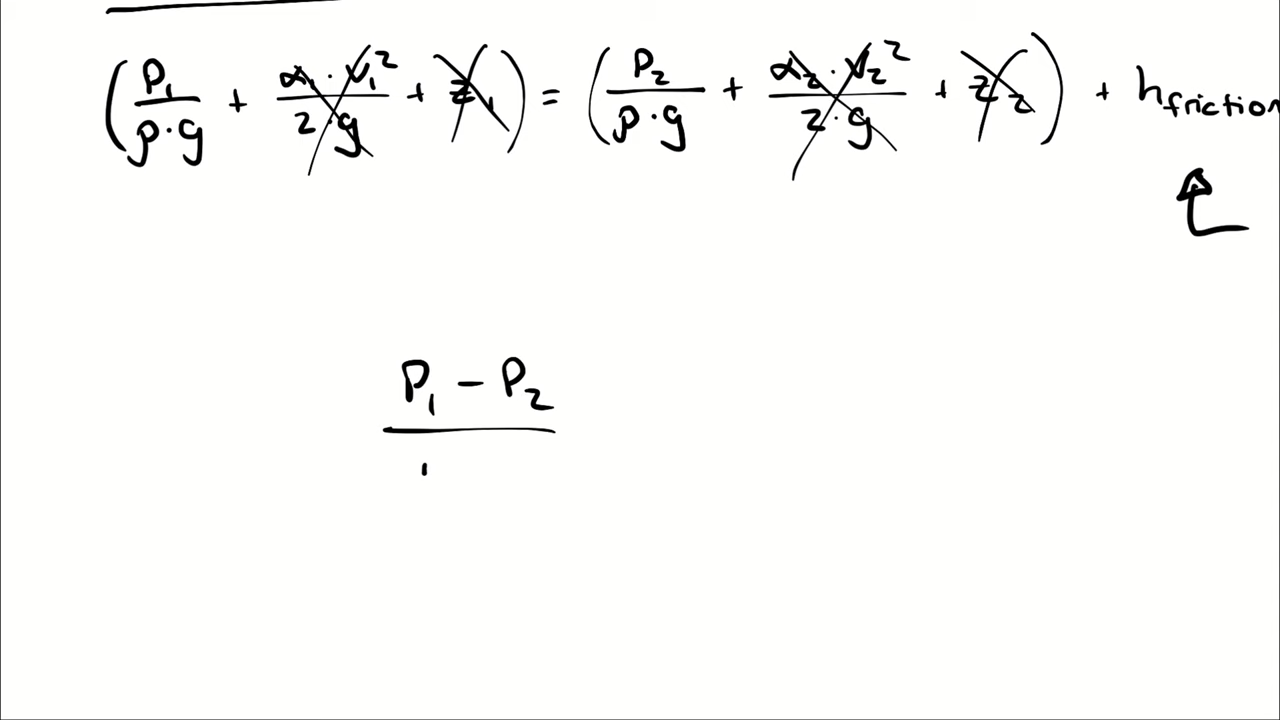 (P₁/ρ·g + α₁·V₁²/2·g + z₁) = (P₂/ρ·g + α₂·V₂²/2·g + z₂) + h_friction
P₁ - P₂